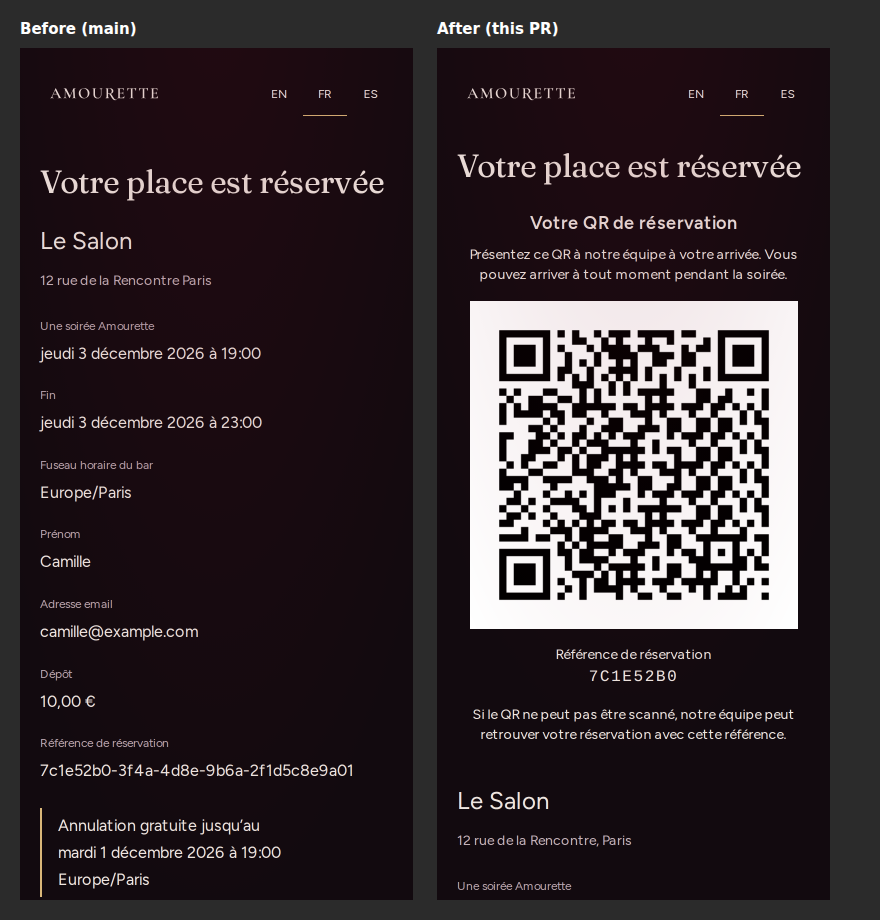 Before (main)
AMOURETTE
EN FR ES
Votre place est réservée
Le Salon
12 rue de la Rencontre Paris
Une soirée Amourette
jeudi 3 décembre 2026 à 19:00
Fin
jeudi 3 décembre 2026 à 23:00
Fuseau horaire du bar
Europe/Paris
Prénom
Camille
Adresse email
camille@example.com
Dépôt
10,00 €
Référence de réservation
7c1e52b0-3f4a-4d8e-9b6a-2f1d5c8e9a01
Annulation gratuite jusqu’au
mardi 1 décembre 2026 à 19:00
Europe/Paris
After (this PR)
AMOURETTE
EN FR ES
Votre place est réservée
Votre QR de réservation
Présentez ce QR à notre équipe à votre arrivée. Vous
pouvez arriver à tout moment pendant la soirée.
Référence de réservation
7C1E52B0
Si le QR ne peut pas être scanné, notre équipe peut
retrouver votre réservation avec cette référence.
Le Salon
12 rue de la Rencontre, Paris
Une soirée Amourette